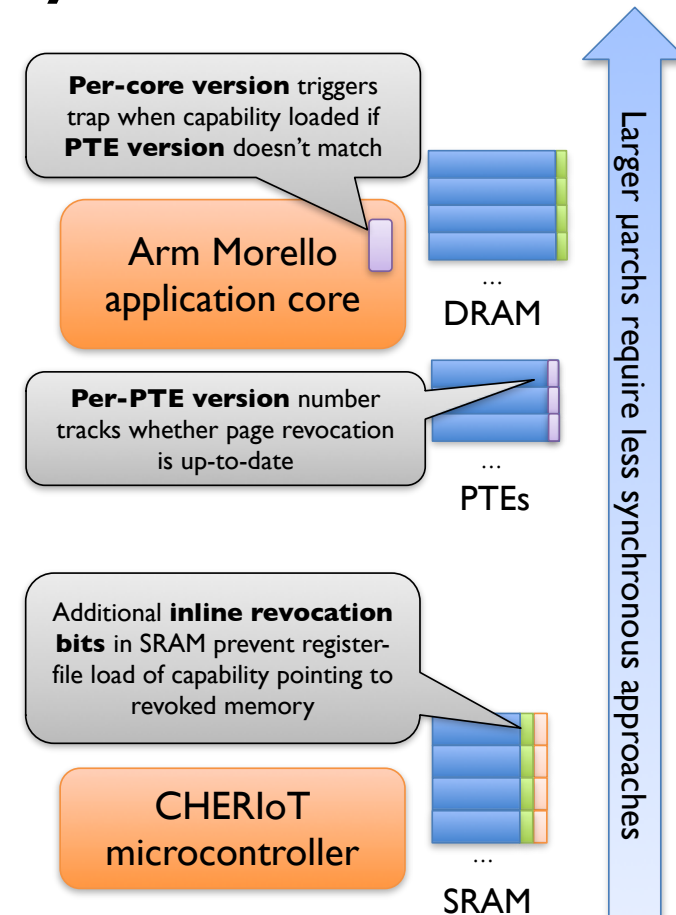 Per-core version triggers
trap when capability loaded if
PTE version doesn't match
Arm Morello
application core
...
DRAM
Per-PTE version number
tracks whether page revocation
is up-to-date
...
PTEs
Additional inline revocation
bits in SRAM prevent register-
file load of capability pointing to
revoked memory
CHERIoT
microcontroller
...
SRAM
Larger µarchs require less synchronous approaches